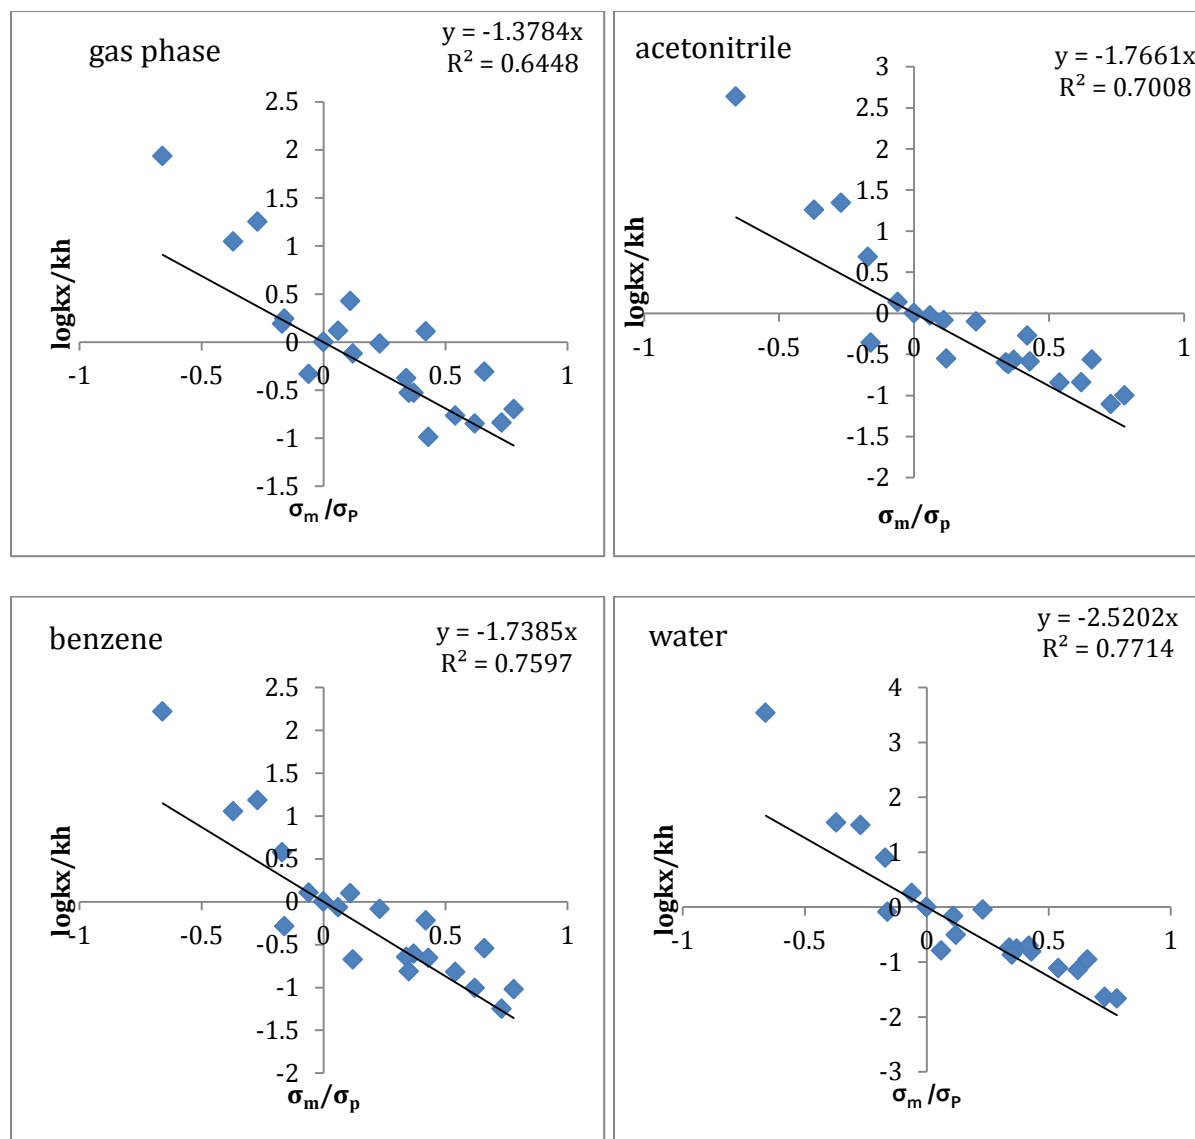 gas phase
y = -1.3784x
R² = 0.6448
2.5
2
1.5
1
0.5
0
-0.5
-1
-1.5
-1
-0.5
0
0.5
1
logkx/kh
σm /σP
acetonitrile
y = -1.7661x
R² = 0.7008
3
2.5
2
1.5
1
0.5
0
-0.5
-1
-1.5
-2
-1
-0.5
0
0.5
1
logkx/kh
σm/σp
benzene
y = -1.7385x
R² = 0.7597
2.5
2
1.5
1
0.5
0
-0.5
-1
-1.5
-2
-1
-0.5
0
0.5
1
logkx/kh
σm/σp
water
y = -2.5202x
R² = 0.7714
4
3
2
1
0
-1
-2
-3
-1
-0.5
0
0.5
1
logkx/kh
σm /σP